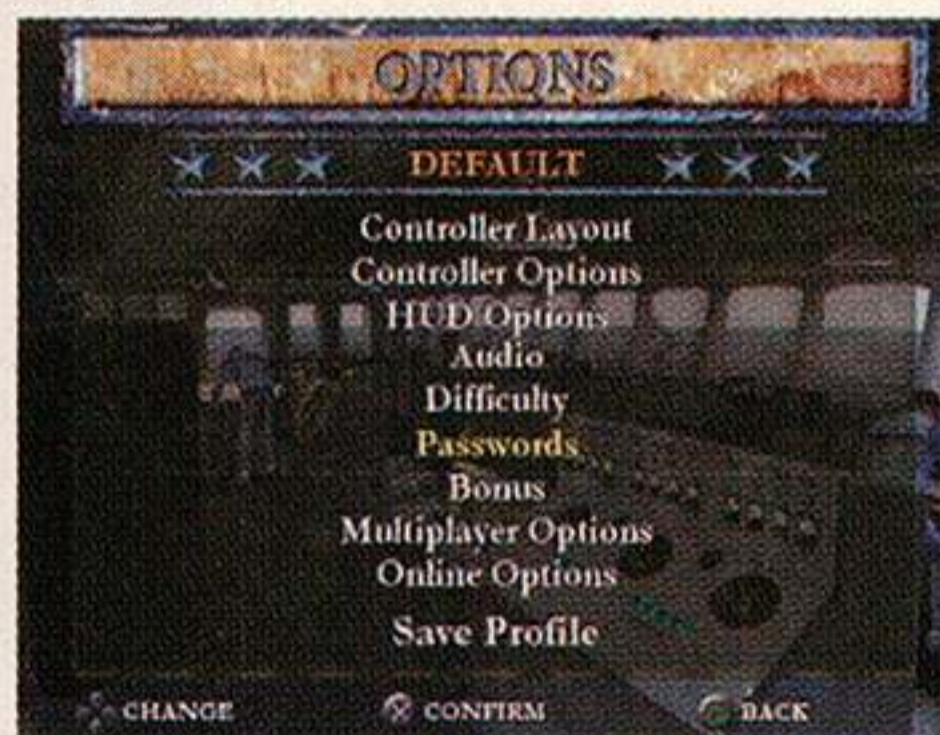 OPTIONS
DEFAULT
Controller Layout
Controller Options
HUD Options
Audio
Difficulty
Passwords
Bonus
Multiplayer Options
Online Options
Save Profile
CHANGE CONFIRM BACK